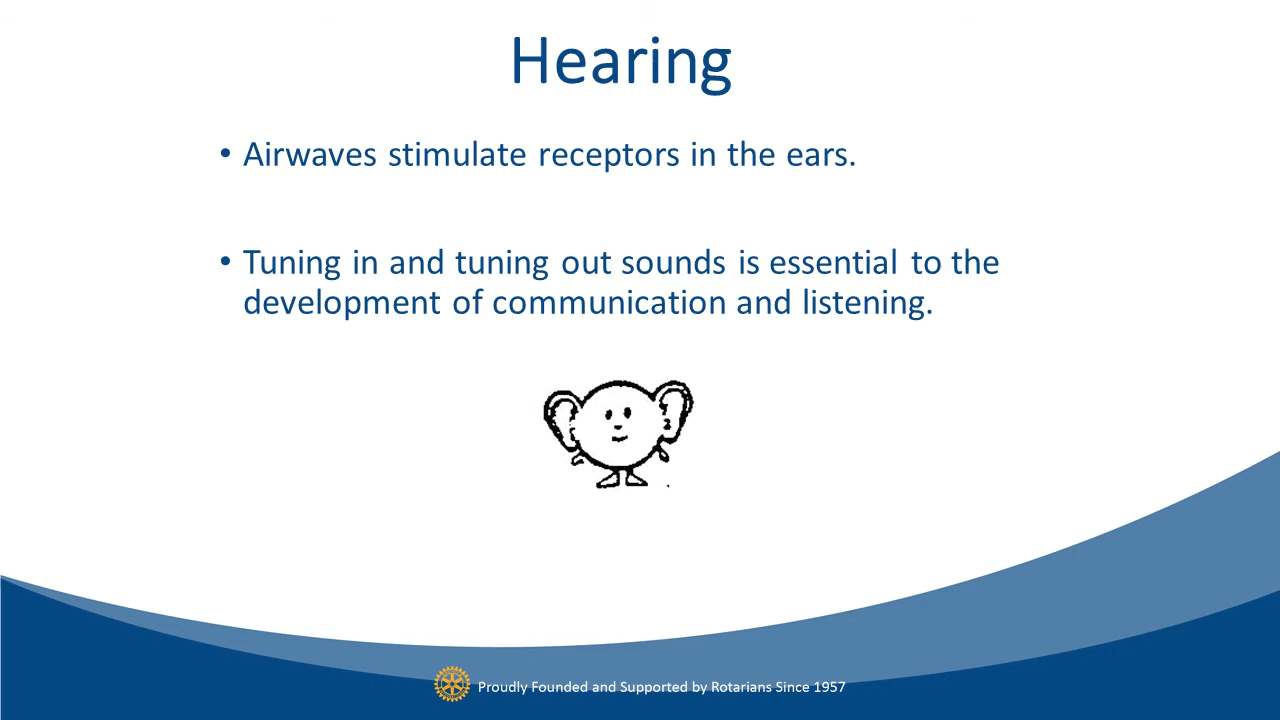 Hearing
• Airwaves stimulate receptors in the ears.
• Tuning in and tuning out sounds is essential to the
development of communication and listening.
Proudly Founded and Supported by Rotarians Since 1957